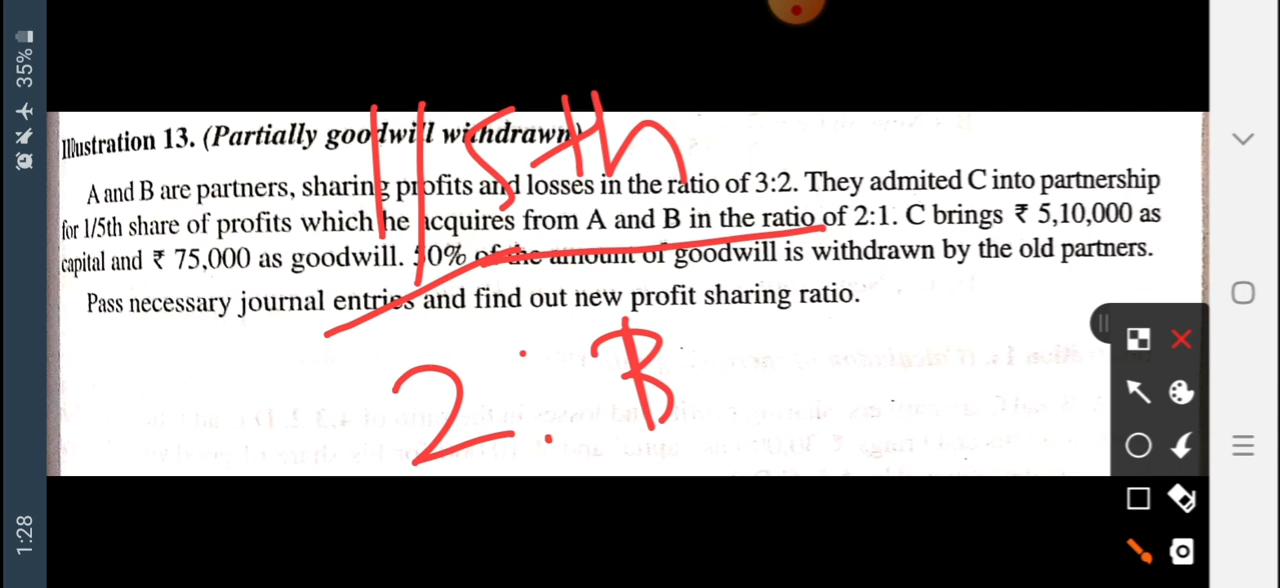 35%
1:28
Illustration 13. (Partially goodwill withdrawn)
A and B are partners, sharing profits and losses in the ratio of 3:2. They admited C into partnership
for 1/5th share of profits which he acquires from A and B in the ratio of 2:1. C brings ₹ 5,10,000 as
capital and ₹ 75,000 as goodwill. 50% of the amount of goodwill is withdrawn by the old partners.
Pass necessary journal entries and find out new profit sharing ratio.
1/5th
2:B